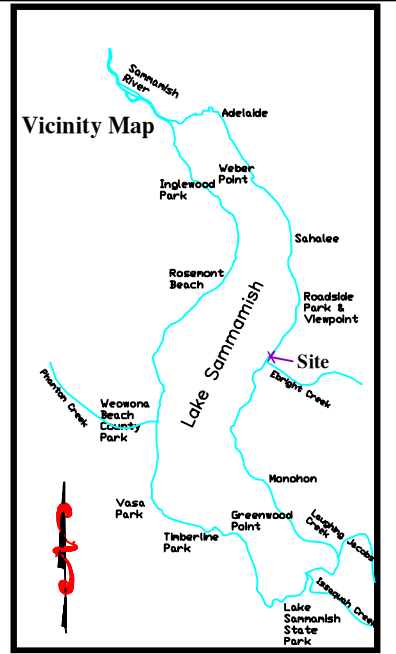 Sammamish
River
Adelaide
Vicinity Map
Weber
Point
Inglewood
Park
Sahalee
Rosemont
Beach
Roadside
Park &
Viewpoint
Lake Sammamish
Site
Ebright Creek
Phanton Creek
Weowona
Beach
County
Park
Monohon
Vasa
Park
Greenwood
Point
Laughing Jacobs
Creek
Timberline
Park
Issaquah Creek
Lake
Sammamish
State
Park